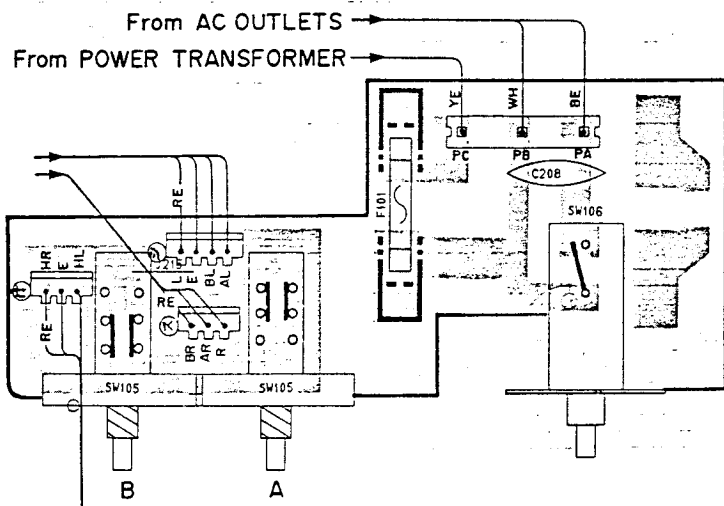 From AC OUTLETS
From POWER TRANSFORMER
YE
WH
BE
PC
PB
PA
C208
F101
SW106
RE
HR
E
HL
L
E
BL
AL
RE
RE
BR
AR
R
SW105
SW105
B
A